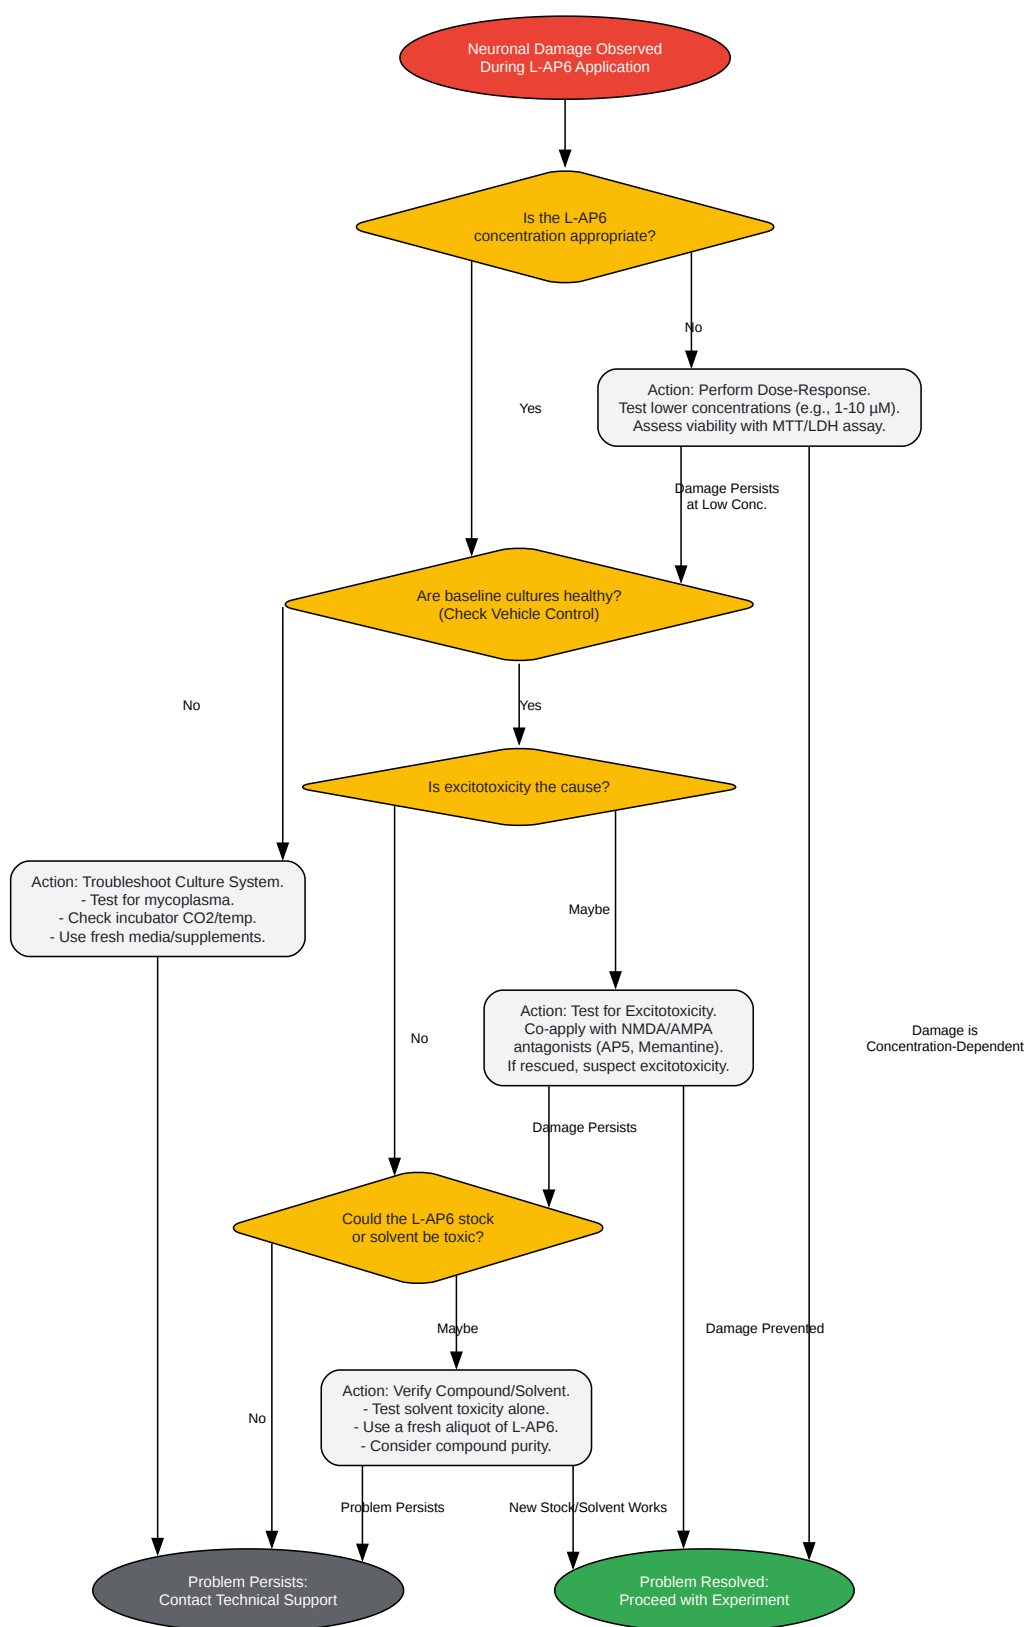 Neuronal Damage Observed
During L-AP6 Application
Is the L-AP6
concentration appropriate?
No
Action: Perform Dose-Response.
Test lower concentrations (e.g., 1-10 µM).
Assess viability with MTT/LDH assay.
Yes
Damage Persists
at Low Conc.
Are baseline cultures healthy?
(Check Vehicle Control)
No
Yes
Is excitotoxicity the cause?
Action: Troubleshoot Culture System.
- Test for mycoplasma.
- Check incubator CO2/temp.
- Use fresh media/supplements.
Maybe
Action: Test for Excitotoxicity.
Co-apply with NMDA/AMPA
antagonists (AP5, Memantine).
If rescued, suspect excitotoxicity.
No
Damage is
Concentration-Dependent
Damage Persists
Could the L-AP6 stock
or solvent be toxic?
Maybe
Damage Prevented
Action: Verify Compound/Solvent.
- Test solvent toxicity alone.
- Use a fresh aliquot of L-AP6.
- Consider compound purity.
No
Problem Persists
New Stock/Solvent Works
Problem Persists:
Contact Technical Support
Problem Resolved:
Proceed with Experiment